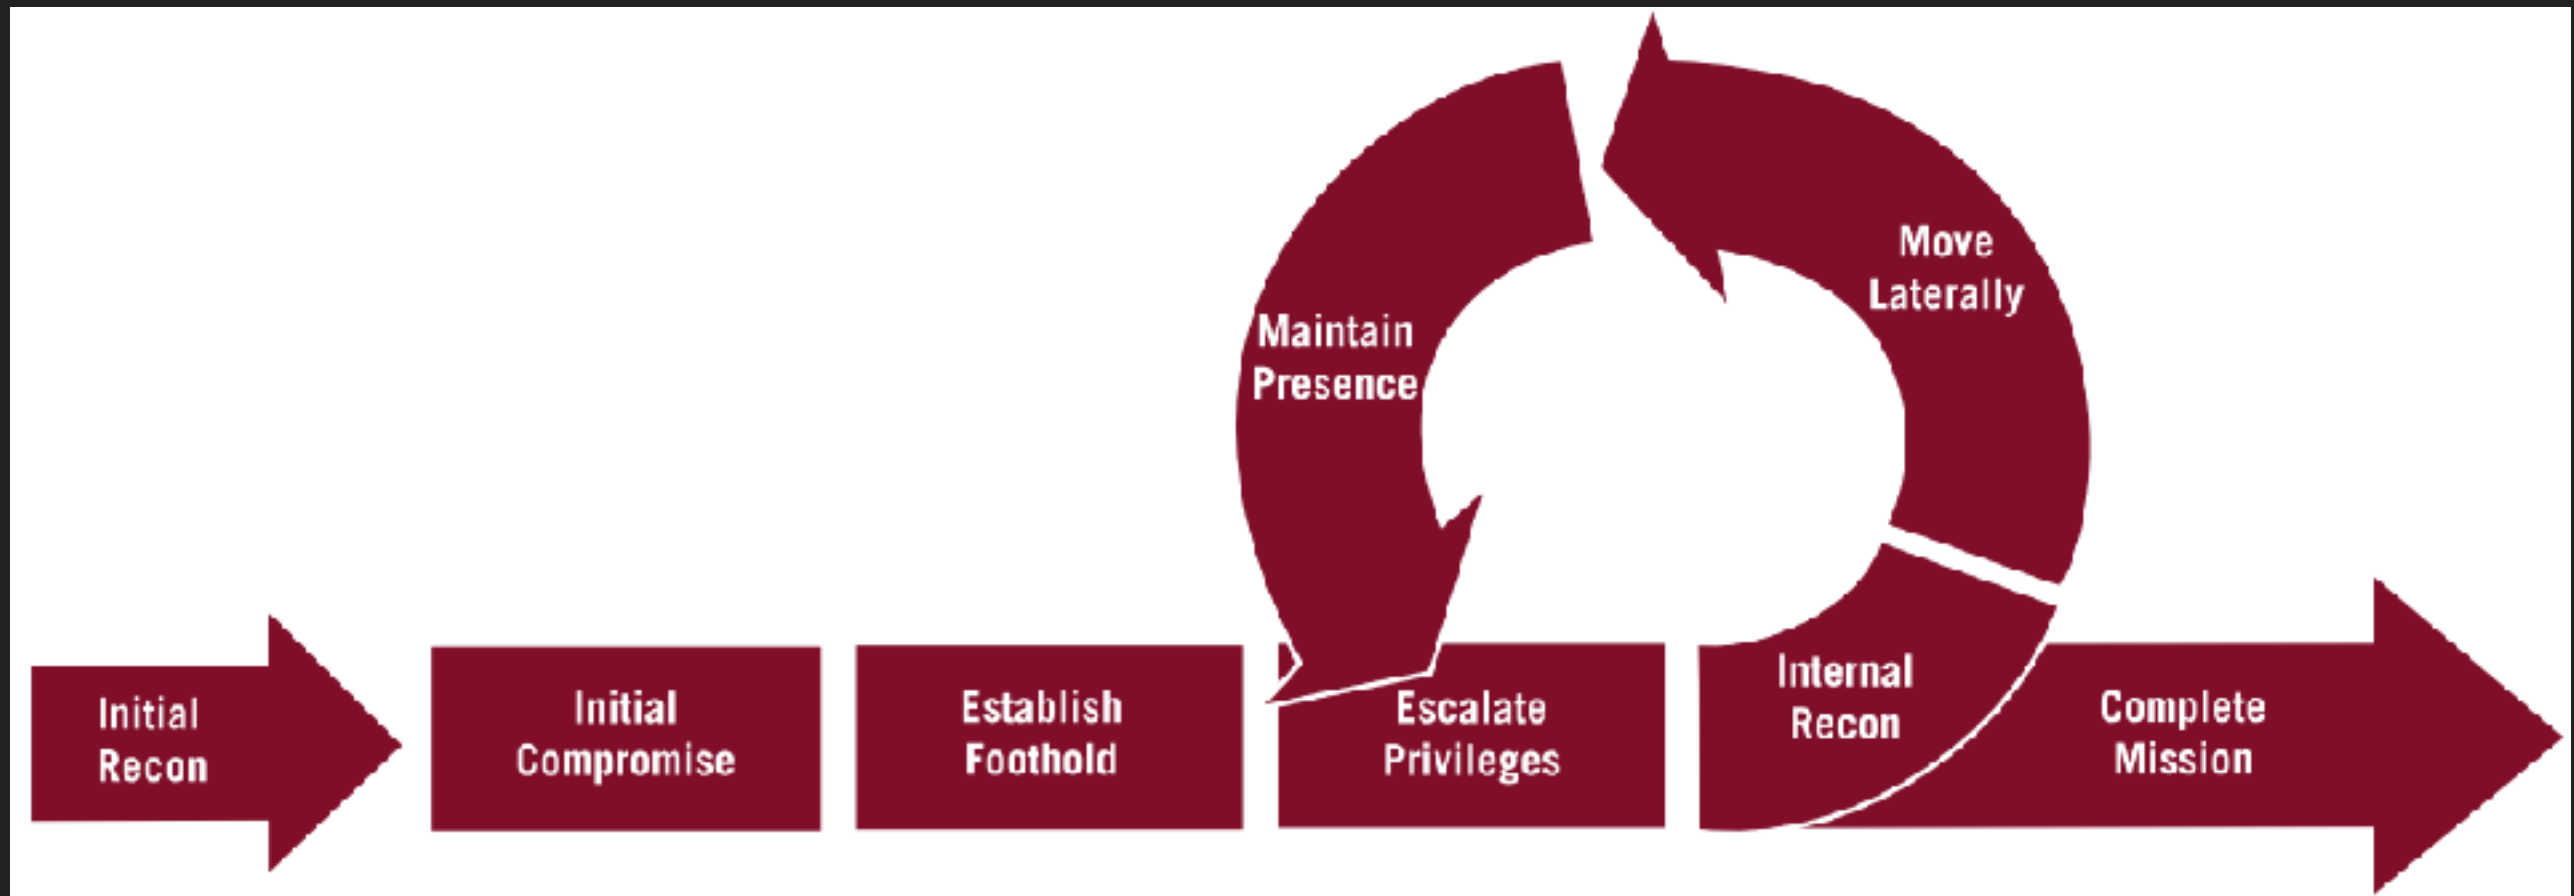 Initial
Recon
Initial
Compromise
Establish
Foothold
Escalate
Privileges
Internal
Recon
Move
Laterally
Maintain
Presence
Complete
Mission